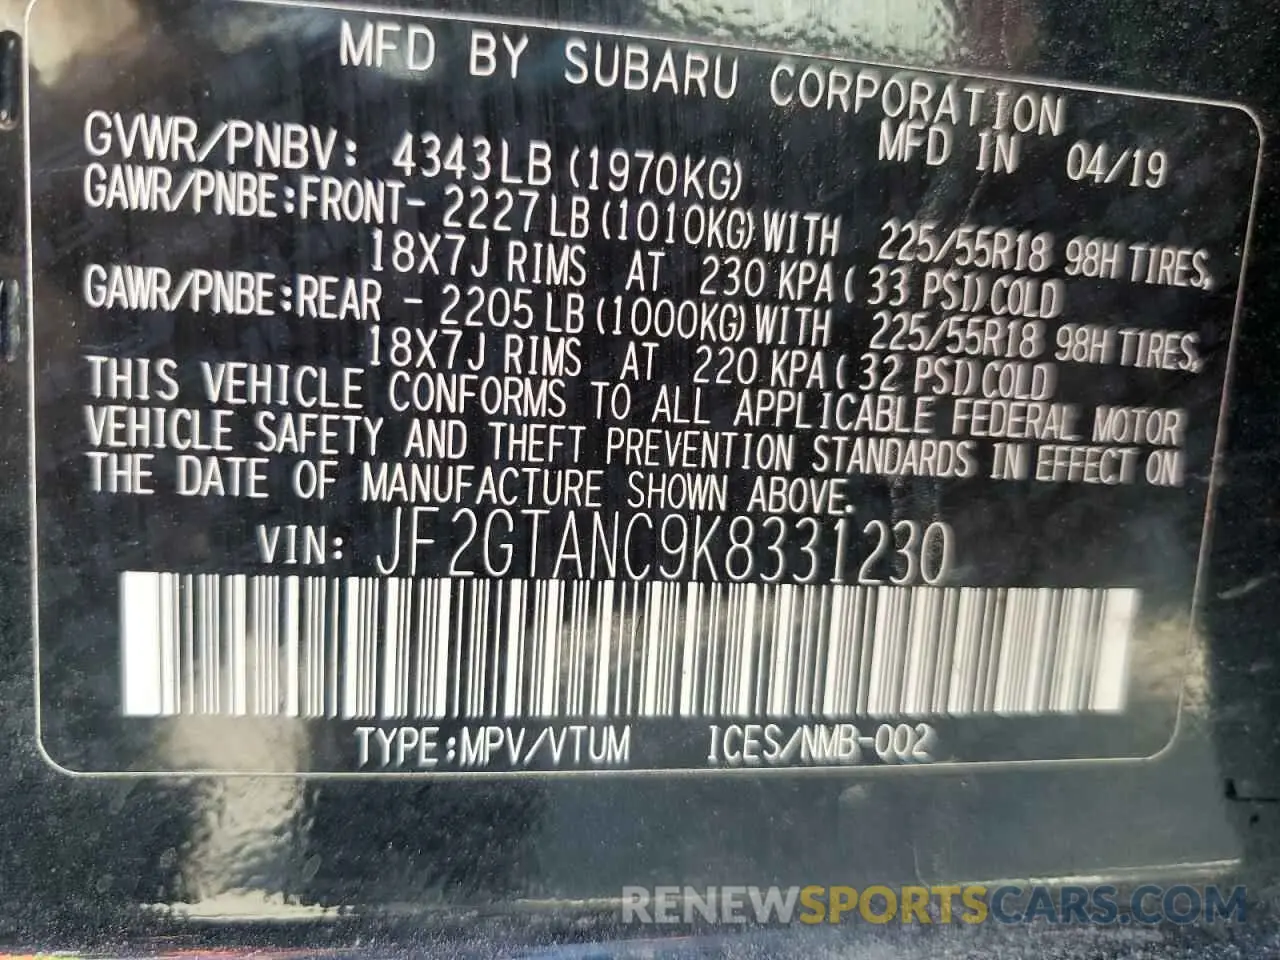 MFD BY SUBARU CORPORATION
MFD IN 04/19
GVWR/PNBV: 4343LB (1970KG)
GAWR/PNBE:FRONT- 2227 LB (1010KG) WITH 225/55R18 98H TIRES,
18X7J RIMS AT 230 KPA ( 33 PSI) COLD
GAWR/PNBE:REAR - 2205 LB (1000KG) WITH 225/55R18 98H TIRES,
18X7J RIMS AT 220 KPA ( 32 PSI) COLD
THIS VEHICLE CONFORMS TO ALL APPLICABLE FEDERAL MOTOR
VEHICLE SAFETY AND THEFT PREVENTION STANDARDS IN EFFECT ON
THE DATE OF MANUFACTURE SHOWN ABOVE.
VIN: JF2GTANC9K8331230
TYPE:MPV/VTUM ICES/NMB-002
RENEWSPORTSCARS.COM